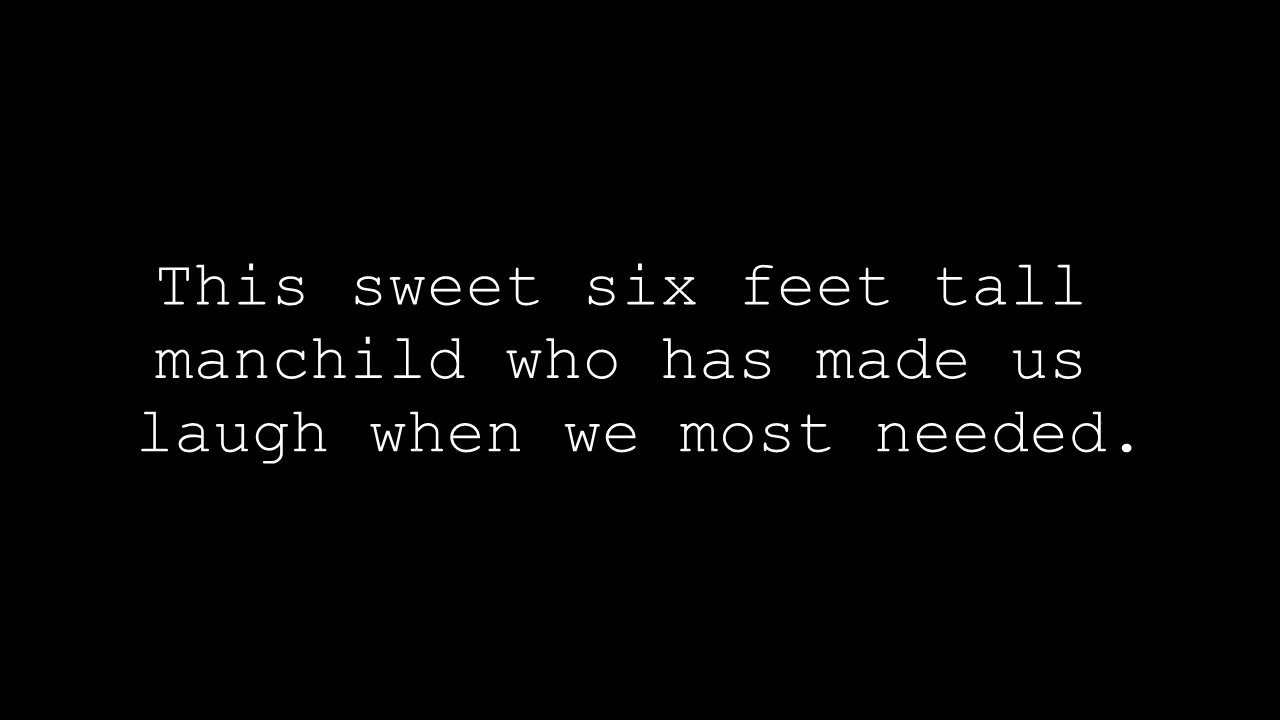 This sweet six feet tall
manchild who has made us
laugh when we most needed.